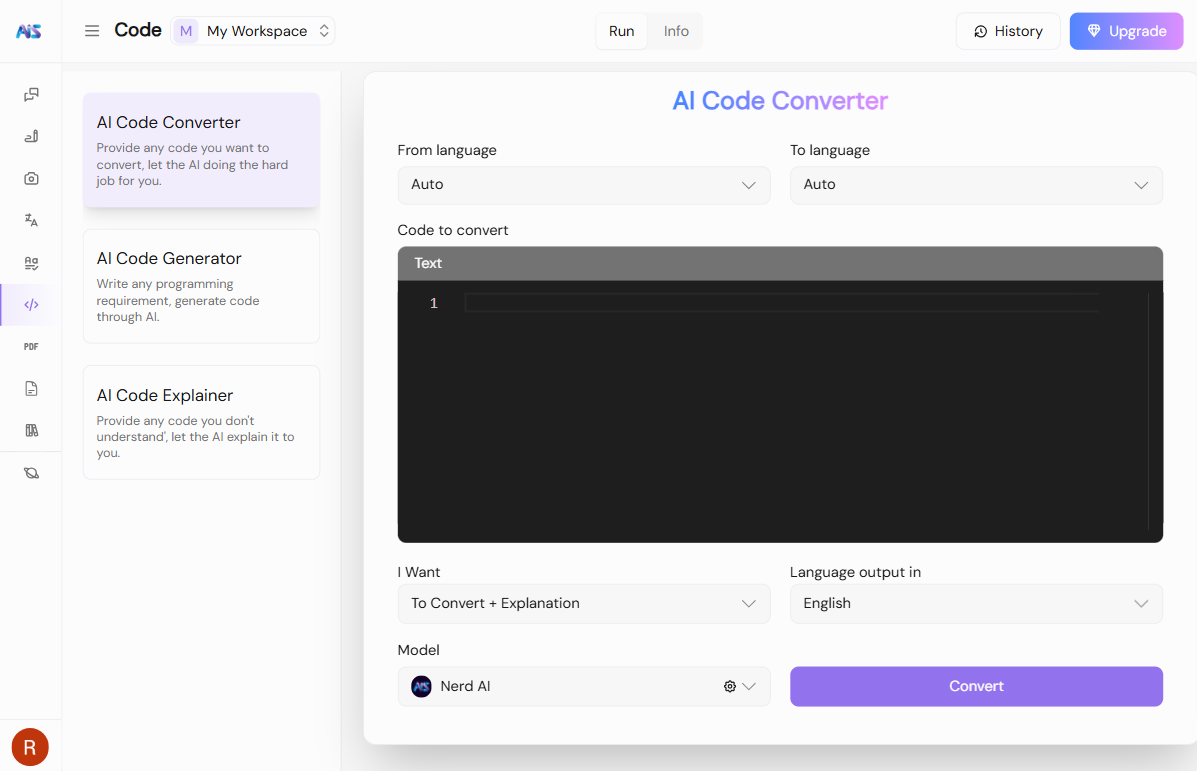 AIS
Code
M My Workspace
Run
Info
History
Upgrade
AI Code Converter
Provide any code you want to
convert, let the AI doing the hard
job for you.
AI Code Generator
Write any programming
requirement, generate code
through AI.
AI Code Explainer
Provide any code you don't
understand', let the AI explain it to
you.
PDF
R
AI Code Converter
From language
To language
Auto
Auto
Code to convert
Text
1
I Want
Language output in
To Convert + Explanation
English
Model
AIS Nerd AI
Convert